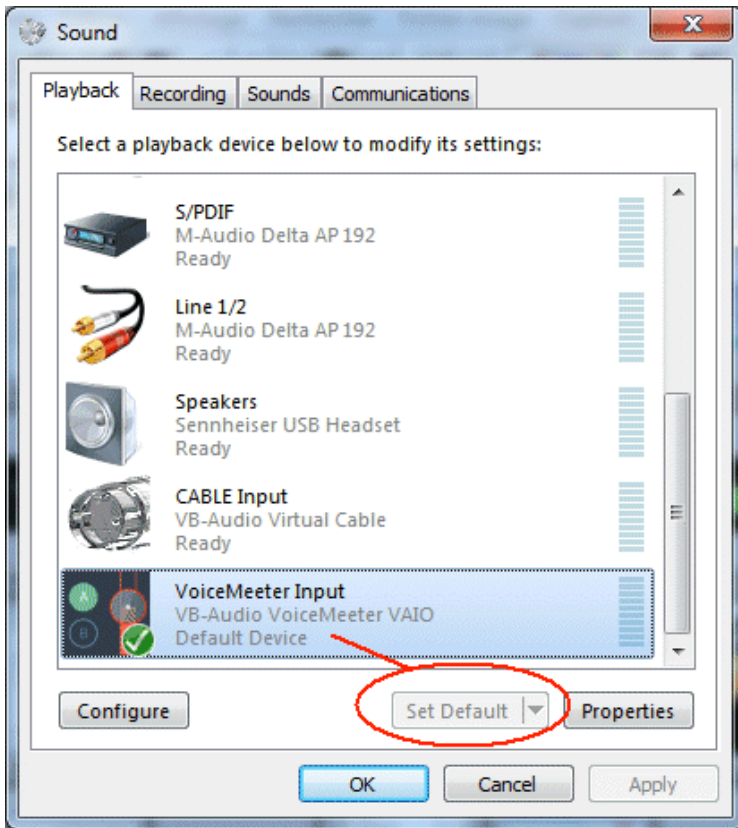 Sound
Playback
Recording
Sounds
Communications
Select a playback device below to modify its settings:
S/PDIF
M-Audio Delta AP 192
Ready
Line 1/2
M-Audio Delta AP 192
Ready
Speakers
Sennheiser USB Headset
Ready
CABLE Input
VB-Audio Virtual Cable
Ready
A
B
VoiceMeeter Input
VB-Audio VoiceMeeter VAIO
Default Device
Configure
Set Default
Properties
OK
Cancel
Apply